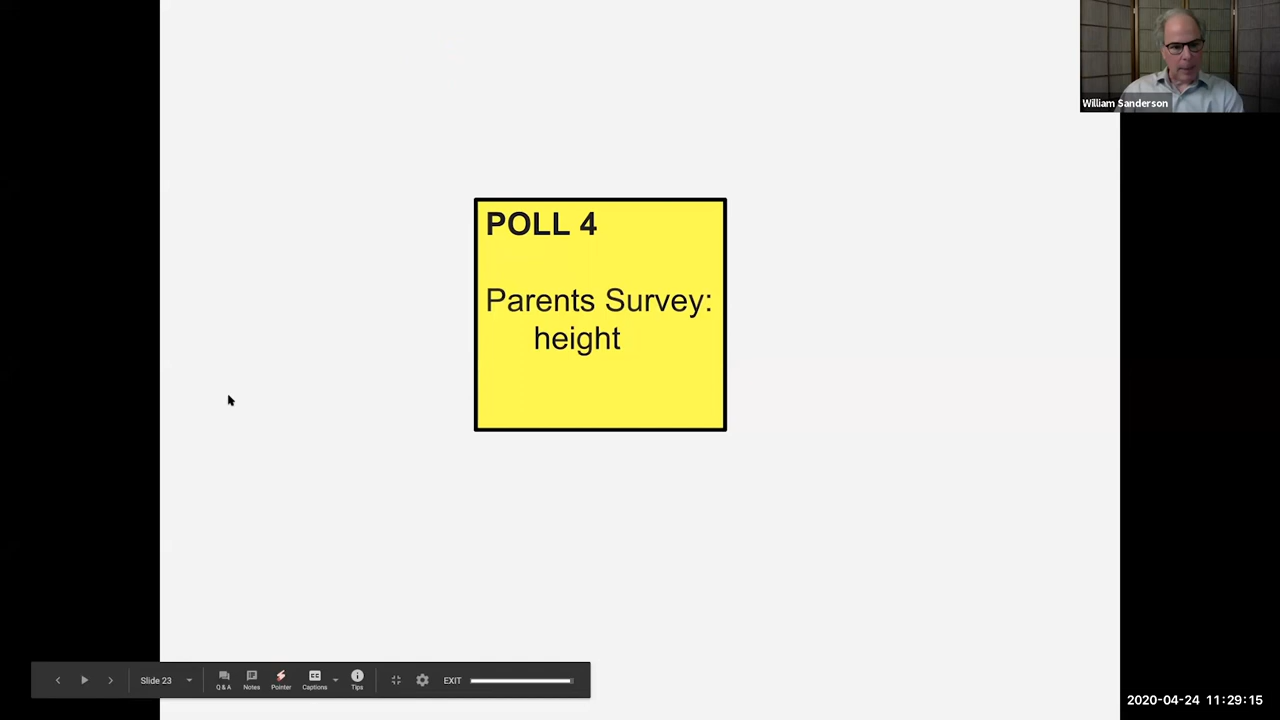 William Sanderson
POLL 4
Parents Survey:
height
Slide 23
Q & A
Notes
Pointer
Captions
Tips
EXIT
2020-04-24 11:29:15